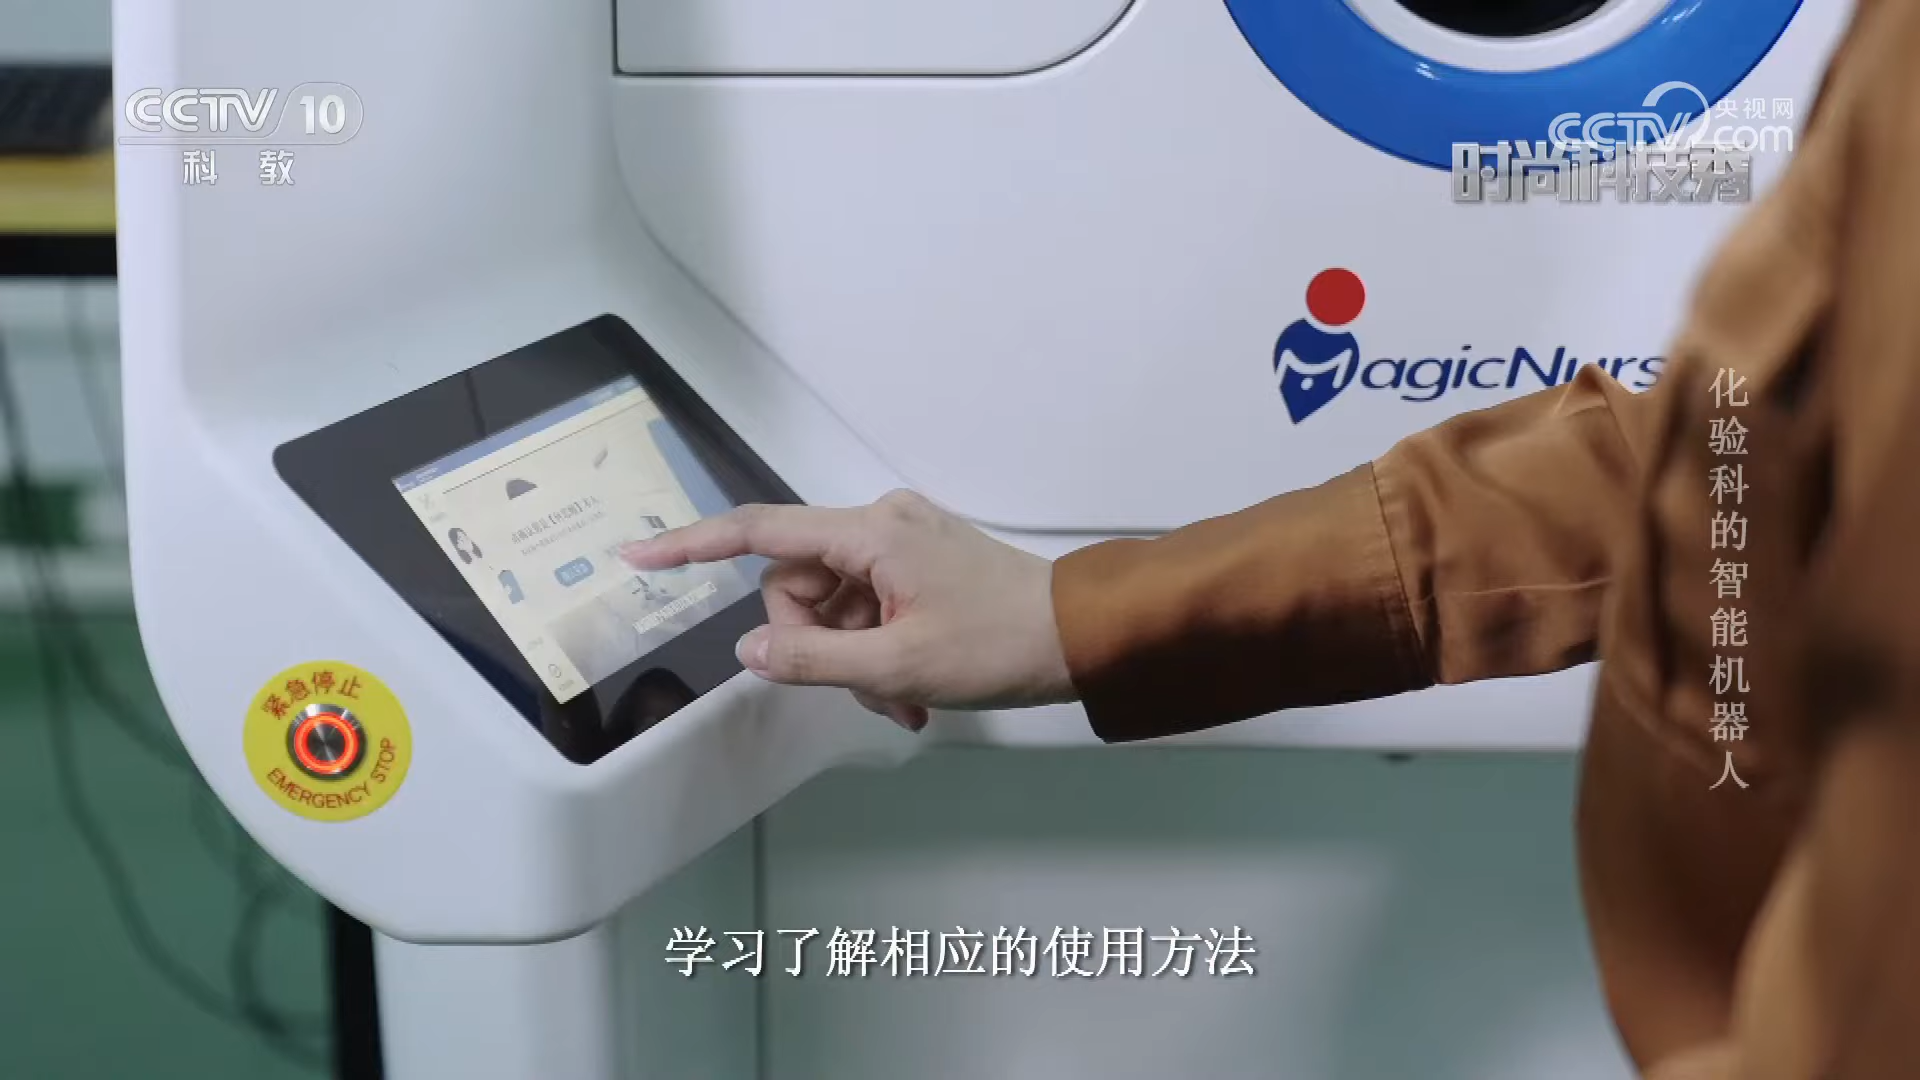 CCTV 10
科 教
央视网
CCTV.com
时尚科技秀
MagicNurs
化验科的智能机器人
紧急停止
EMERGENCY STOP
学习了解相应的使用方法